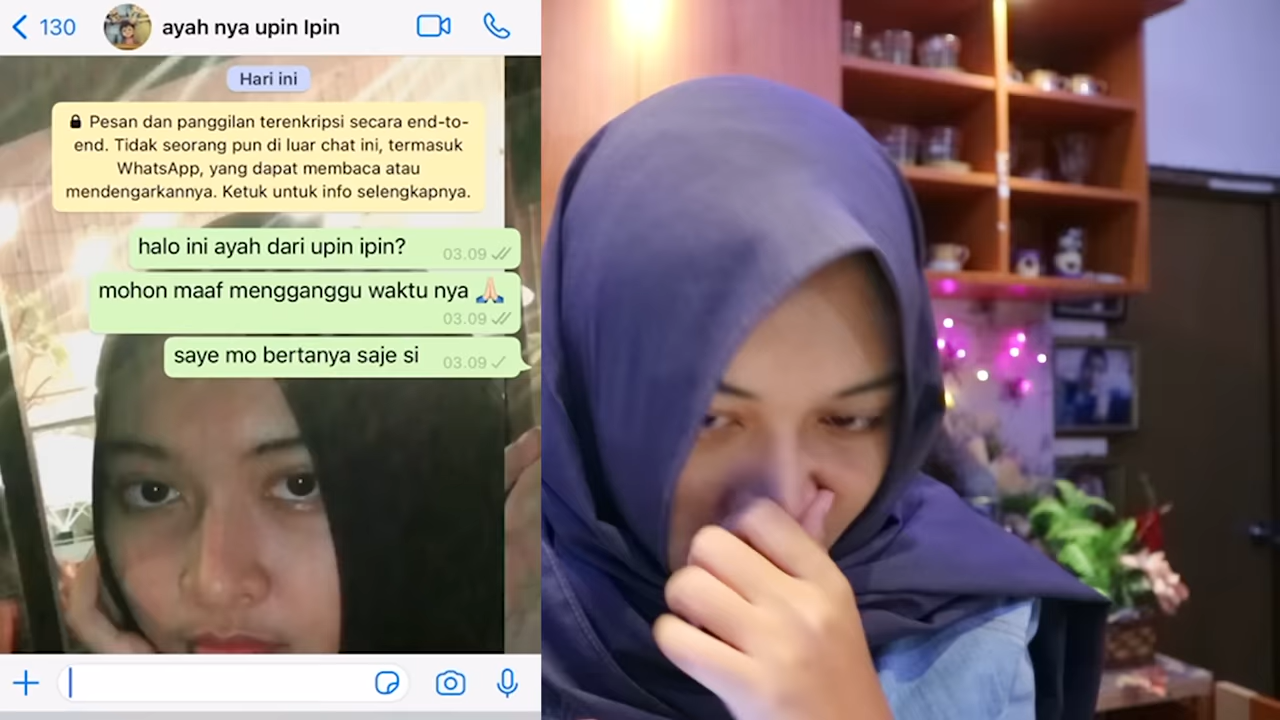 130
ayah nya upin Ipin
Hari ini
Pesan dan panggilan terenkripsi secara end-to-
end. Tidak seorang pun di luar chat ini, termasuk
WhatsApp, yang dapat membaca atau
mendengarkannya. Ketuk untuk info selengkapnya.
halo ini ayah dari upin ipin?
03.09
mohon maaf mengganggu waktu nya 🙏🏻
03.09
saye mo bertanya saje si
03.09